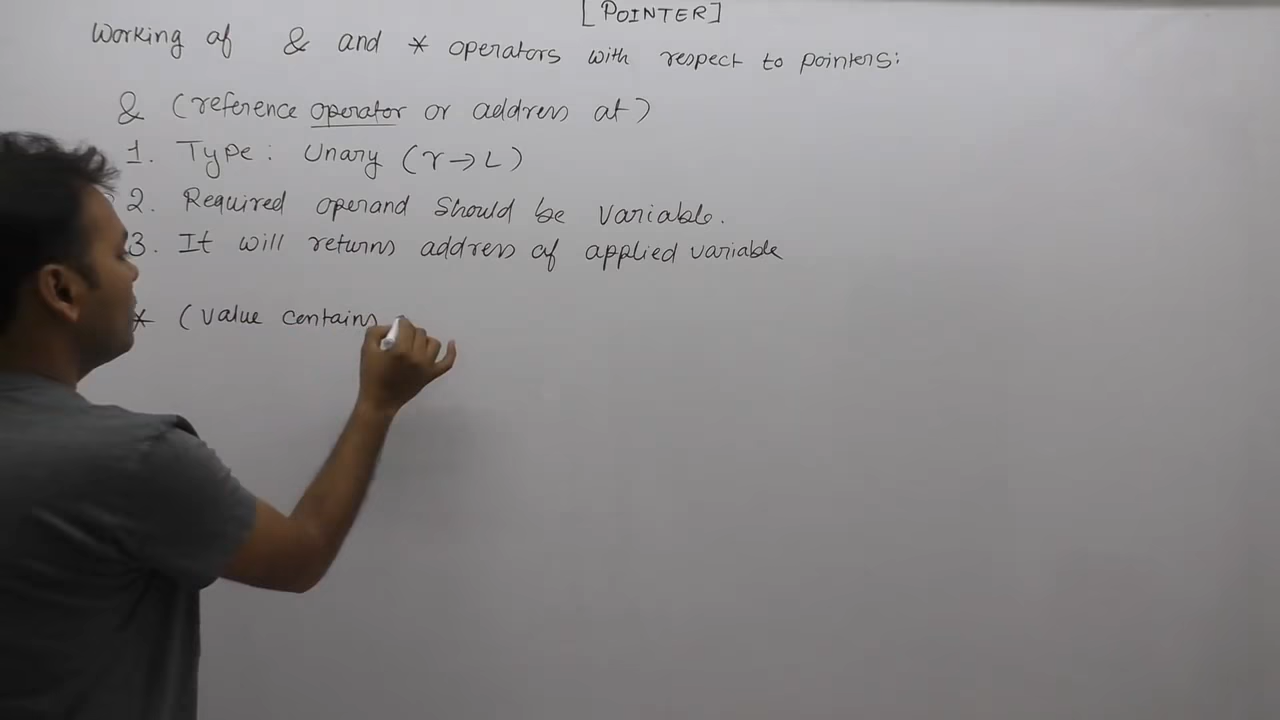 [POINTER]
Working of & and * operators with respect to pointers:
& (reference operator or address at)
1. Type: Unary (r→L)
2. Required operand should be variable.
3. It will returns address of applied variable
* (value contains